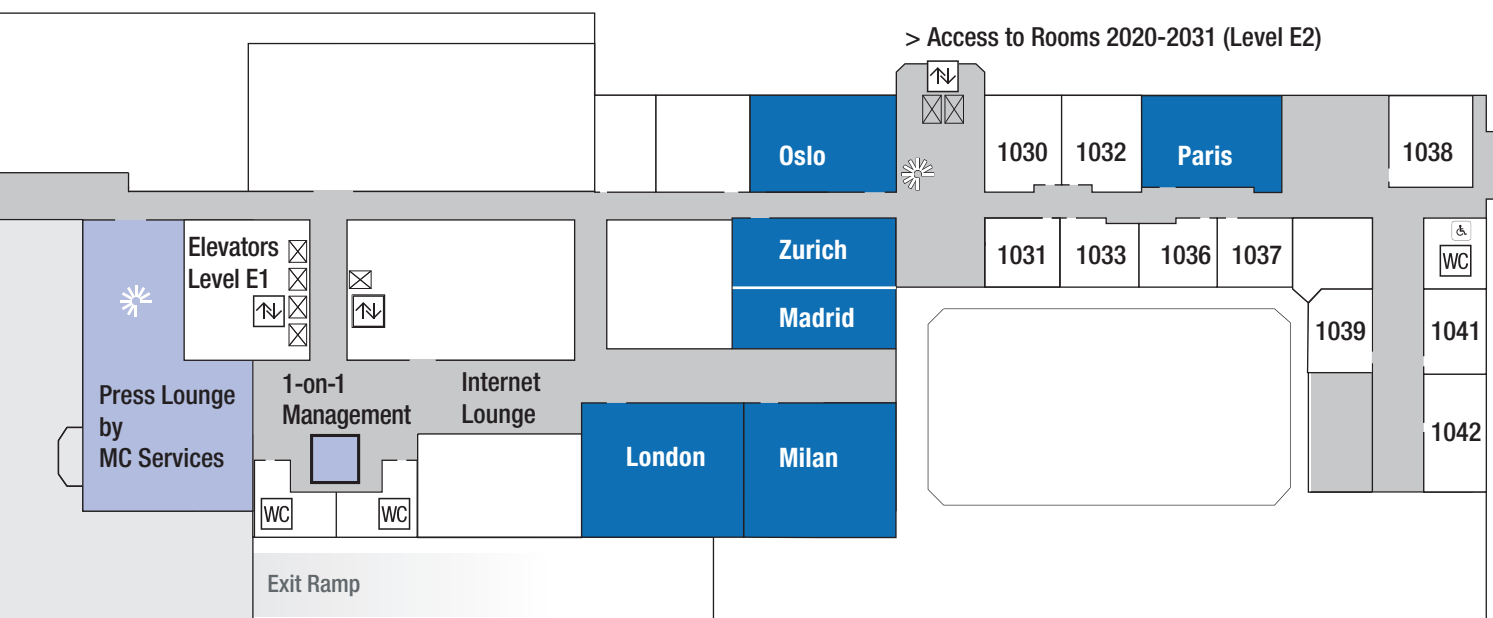 > Access to Rooms 2020-2031 (Level E2)
Oslo
1030
1032
Paris
1038
Elevators
Level E1
Zurich
1031
1033
1036
1037
WC
Madrid
1039
1041
Press Lounge
by
MC Services
1-on-1
Management
Internet
Lounge
London
Milan
1042
WC
WC
Exit Ramp